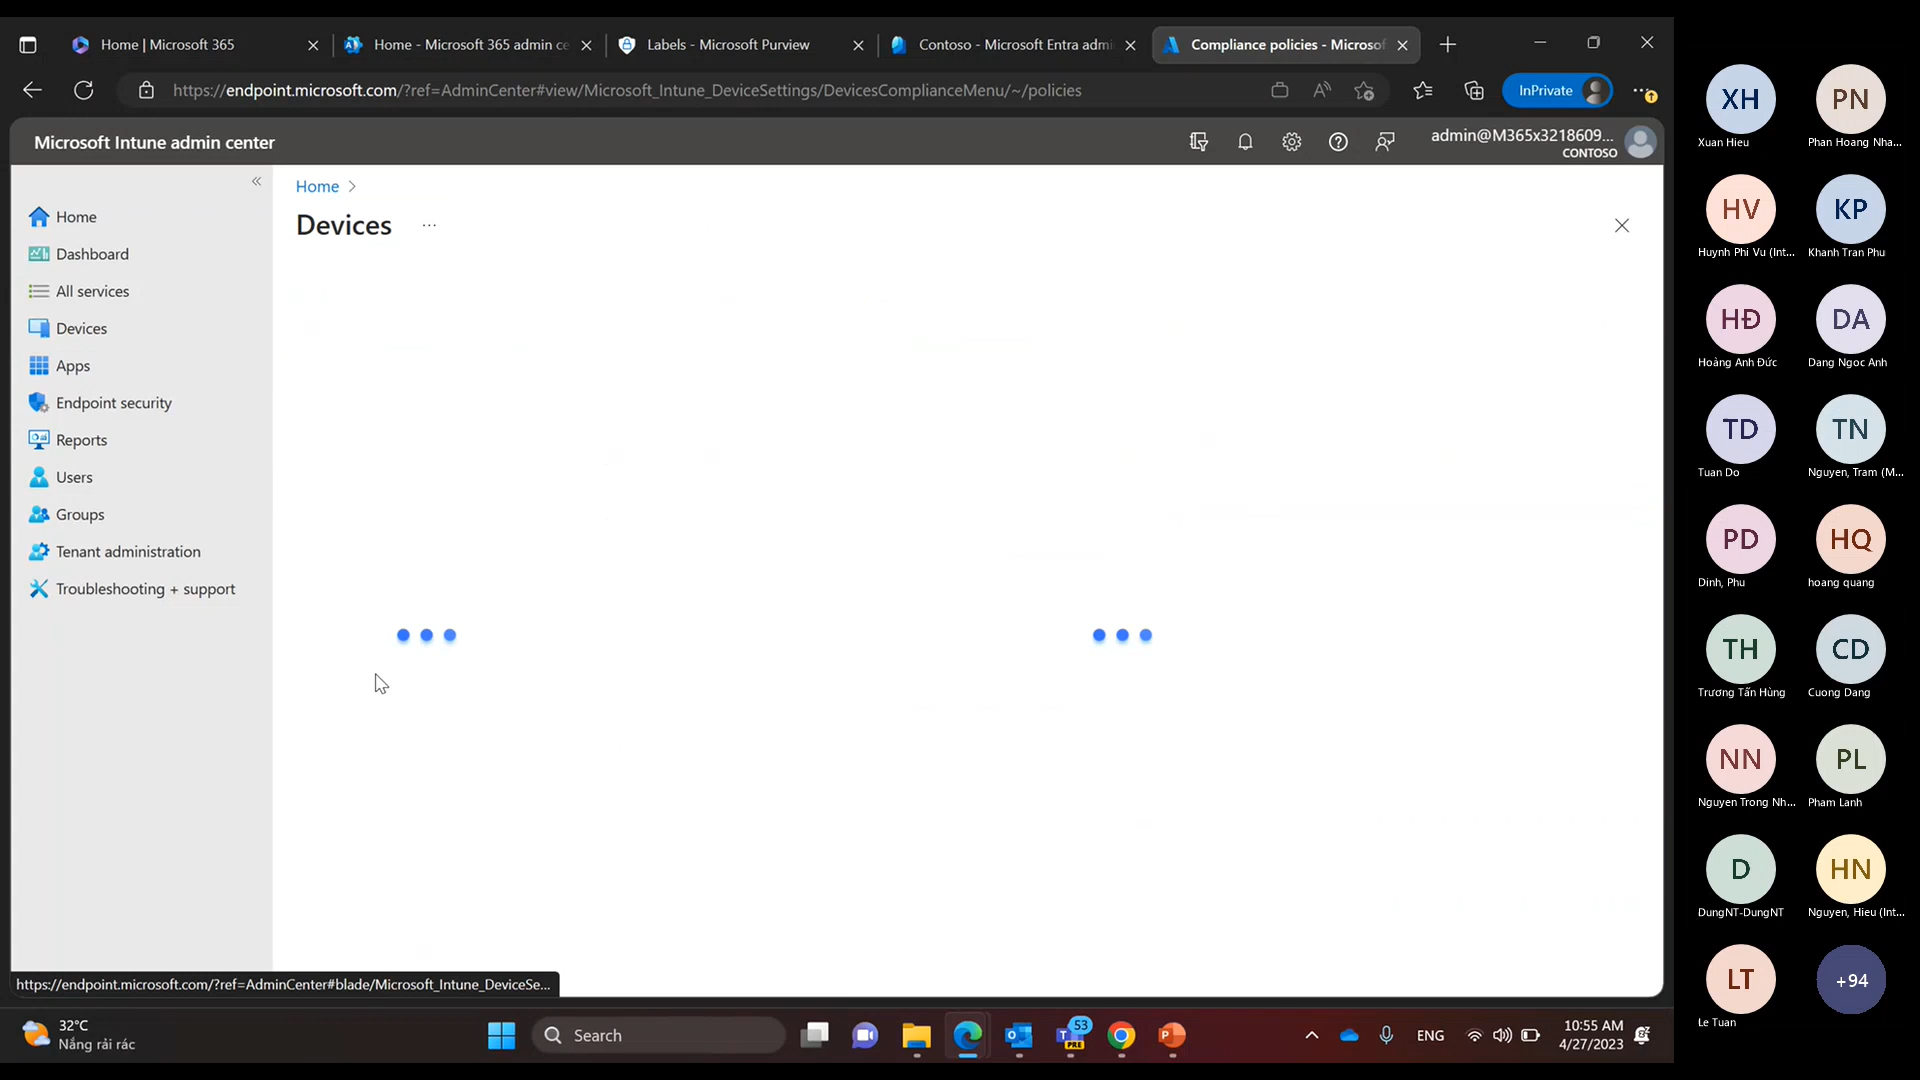 Home | Microsoft 365
Home - Microsoft 365 admin ce
Labels - Microsoft Purview
Contoso - Microsoft Entra admi
Compliance policies - Microsof
https://endpoint.microsoft.com/?ref=AdminCenter#view/Microsoft_Intune_DeviceSettings/DevicesComplianceMenu/~/policies
InPrivate
Microsoft Intune admin center
admin@M365x3218609...
CONTOSO
Home
Dashboard
All services
Devices
Apps
Endpoint security
Reports
Users
Groups
Tenant administration
Troubleshooting + support
Home >
Devices ...
https://endpoint.microsoft.com/?ref=AdminCenter#blade/Microsoft_Intune_DeviceSe...
32°C
Nắng rải rác
Search
53
PRE
ENG
10:55 AM
4/27/2023
XH
Xuan Hieu
PN
Phan Hoang Nha...
HV
Huynh Phi Vu (Int...
KP
Khanh Tran Phu
HĐ
Hoàng Anh Đức
DA
Dang Ngoc Anh
TD
Tuan Do
TN
Nguyen, Tram (M...
PD
Dinh, Phu
HQ
hoang quang
TH
Trương Tấn Hùng
CD
Cuong Dang
NN
Nguyen Trong Nh...
PL
Pham Lanh
D
DungNT-DungNT
HN
Nguyen, Hieu (Int...
LT
Le Tuan
+94